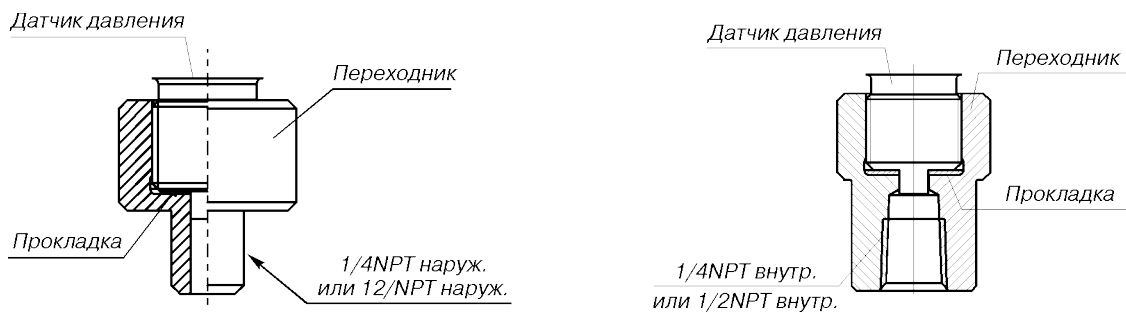 Датчик давления
Переходник
Прокладка
1/4NPT наруж.
или 12/NPT наруж.
Датчик давления
Переходник
Прокладка
1/4NPT внутр.
или 1/2NPT внутр.